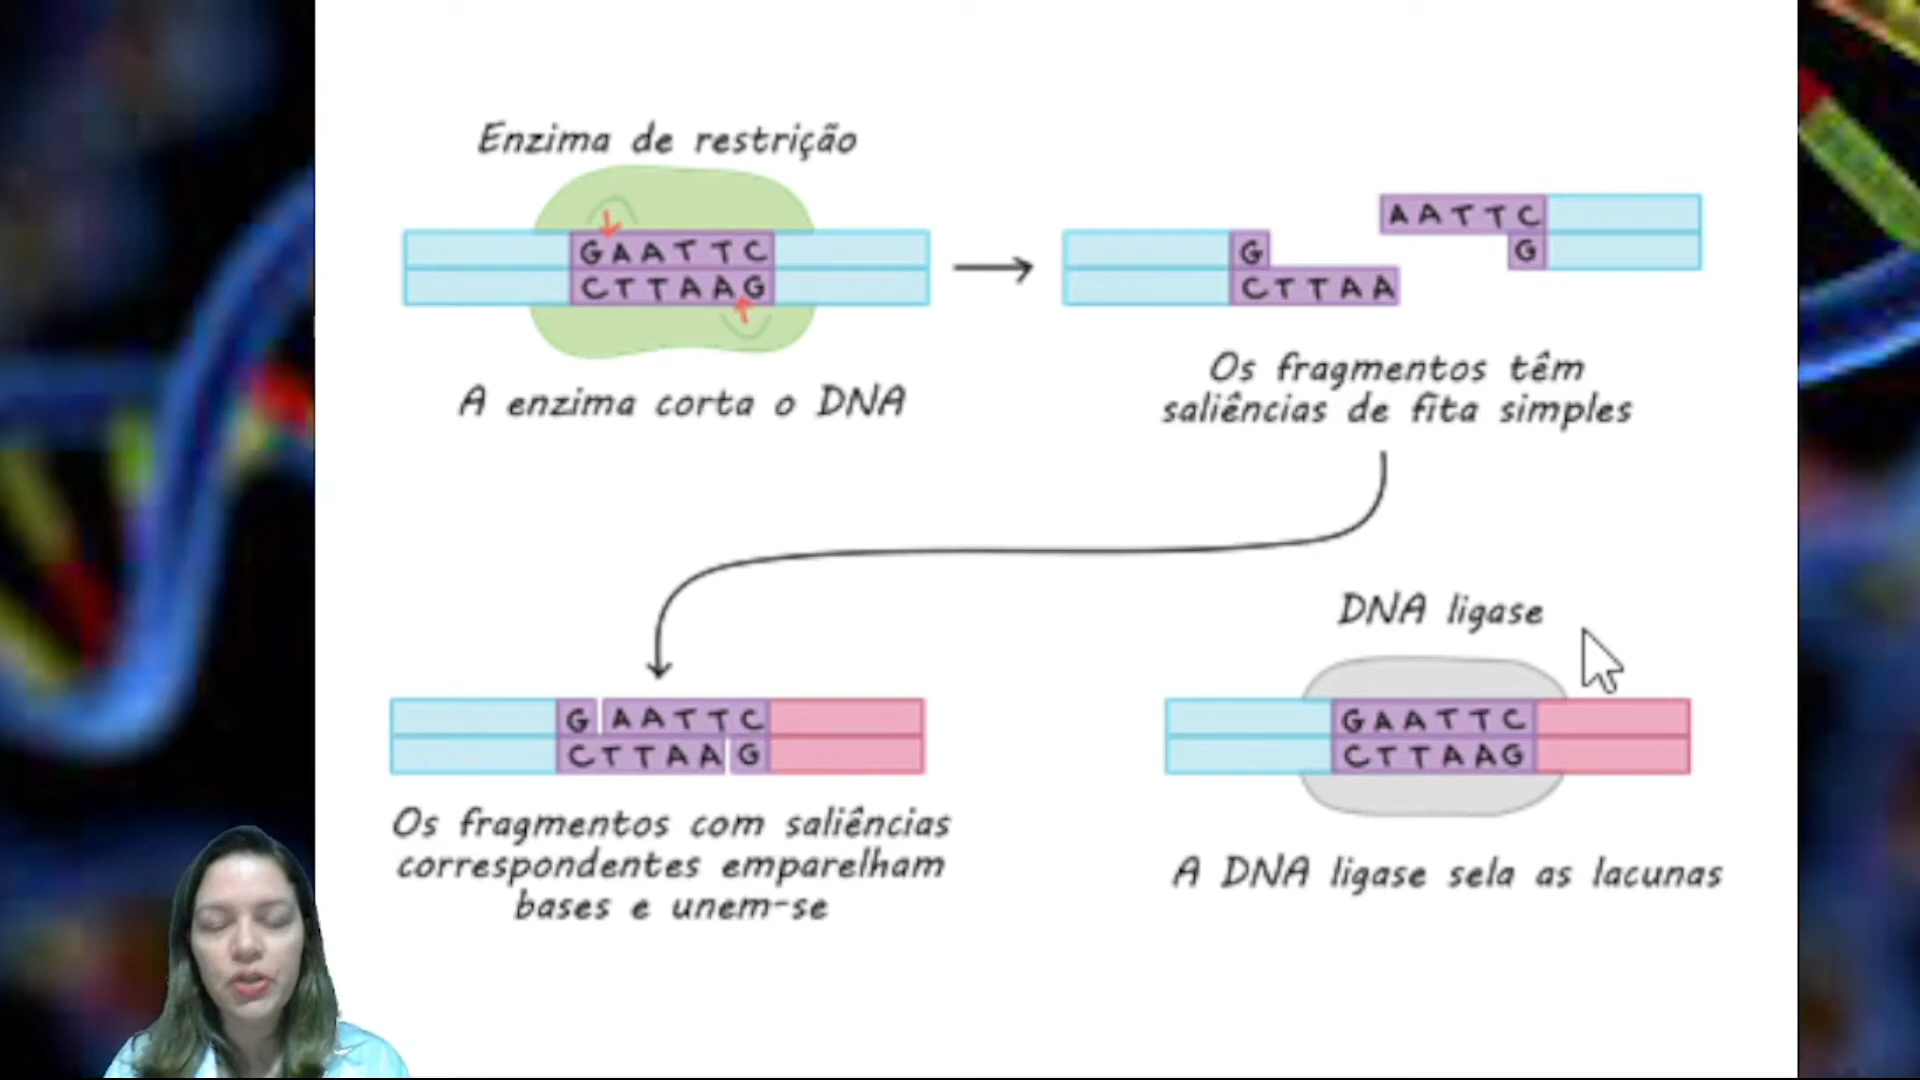 Enzima de restrição
GAATTC
CTTAAG
A enzima corta o DNA
AATTC
G
G
CTTAA
Os fragmentos têm
saliências de fita simples
G AATTC
CTTAA G
Os fragmentos com saliências
correspondentes emparelham
bases e unem-se
DNA ligase
GAATTC
CTTAAG
A DNA ligase sela as lacunas